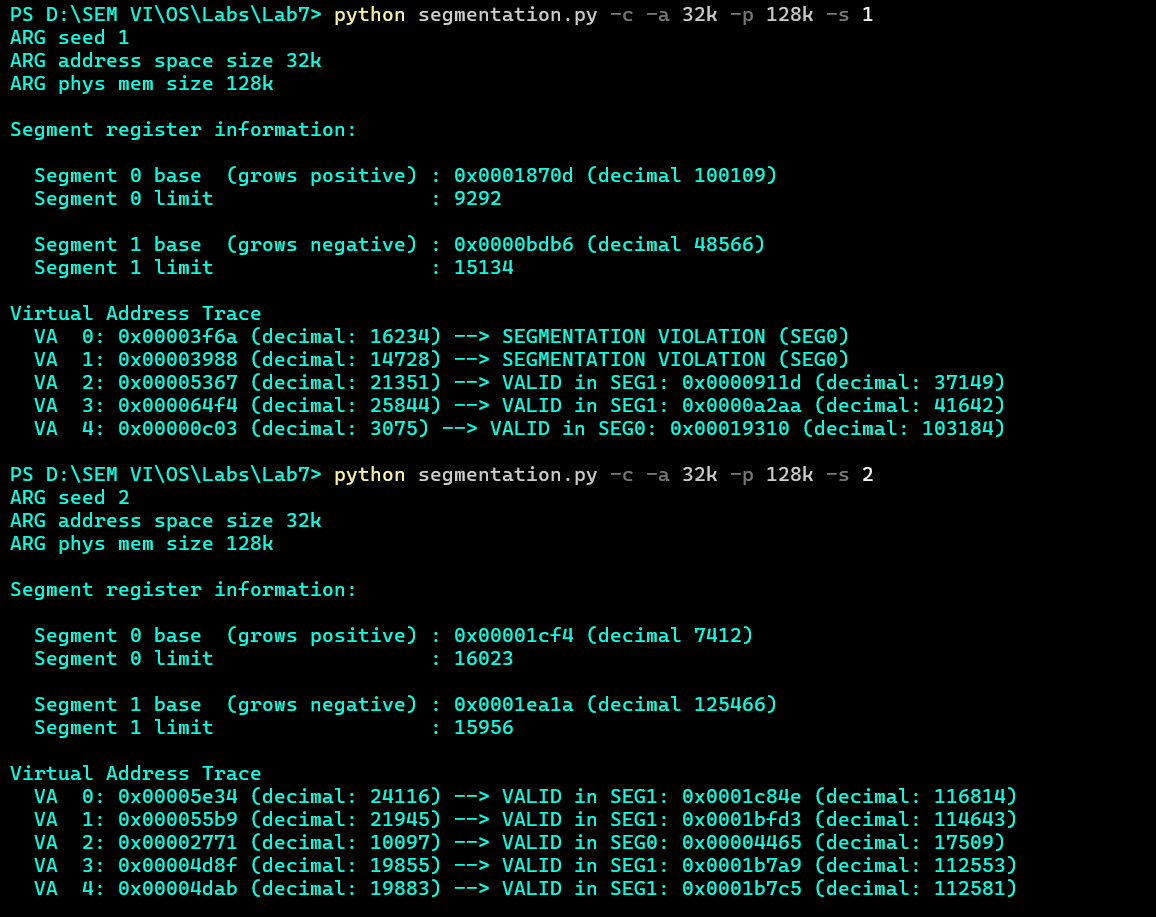 PS D:\SEM VI\OS\Labs\Lab7> python segmentation.py -c -a 32k -p 128k -s 1
ARG seed 1
ARG address space size 32k
ARG phys mem size 128k
Segment register information:
Segment 0 base  (grows positive) : 0x0001870d (decimal 100109)
Segment 0 limit                  : 9292
Segment 1 base  (grows negative) : 0x0000bdb6 (decimal 48566)
Segment 1 limit                  : 15134
Virtual Address Trace
VA  0: 0x00003f6a (decimal: 16234) --> SEGMENTATION VIOLATION (SEG0)
VA  1: 0x00003988 (decimal: 14728) --> SEGMENTATION VIOLATION (SEG0)
VA  2: 0x00005367 (decimal: 21351) --> VALID in SEG1: 0x0000911d (decimal: 37149)
VA  3: 0x000064f4 (decimal: 25844) --> VALID in SEG1: 0x0000a2aa (decimal: 41642)
VA  4: 0x00000c03 (decimal: 3075) --> VALID in SEG0: 0x00019310 (decimal: 103184)
PS D:\SEM VI\OS\Labs\Lab7> python segmentation.py -c -a 32k -p 128k -s 2
ARG seed 2
ARG address space size 32k
ARG phys mem size 128k
Segment register information:
Segment 0 base  (grows positive) : 0x00001cf4 (decimal 7412)
Segment 0 limit                  : 16023
Segment 1 base  (grows negative) : 0x0001ea1a (decimal 125466)
Segment 1 limit                  : 15956
Virtual Address Trace
VA  0: 0x00005e34 (decimal: 24116) --> VALID in SEG1: 0x0001c84e (decimal: 116814)
VA  1: 0x000055b9 (decimal: 21945) --> VALID in SEG1: 0x0001bfd3 (decimal: 114643)
VA  2: 0x00002771 (decimal: 10097) --> VALID in SEG0: 0x00004465 (decimal: 17509)
VA  3: 0x00004d8f (decimal: 19855) --> VALID in SEG1: 0x0001b7a9 (decimal: 112553)
VA  4: 0x00004dab (decimal: 19883) --> VALID in SEG1: 0x0001b7c5 (decimal: 112581)